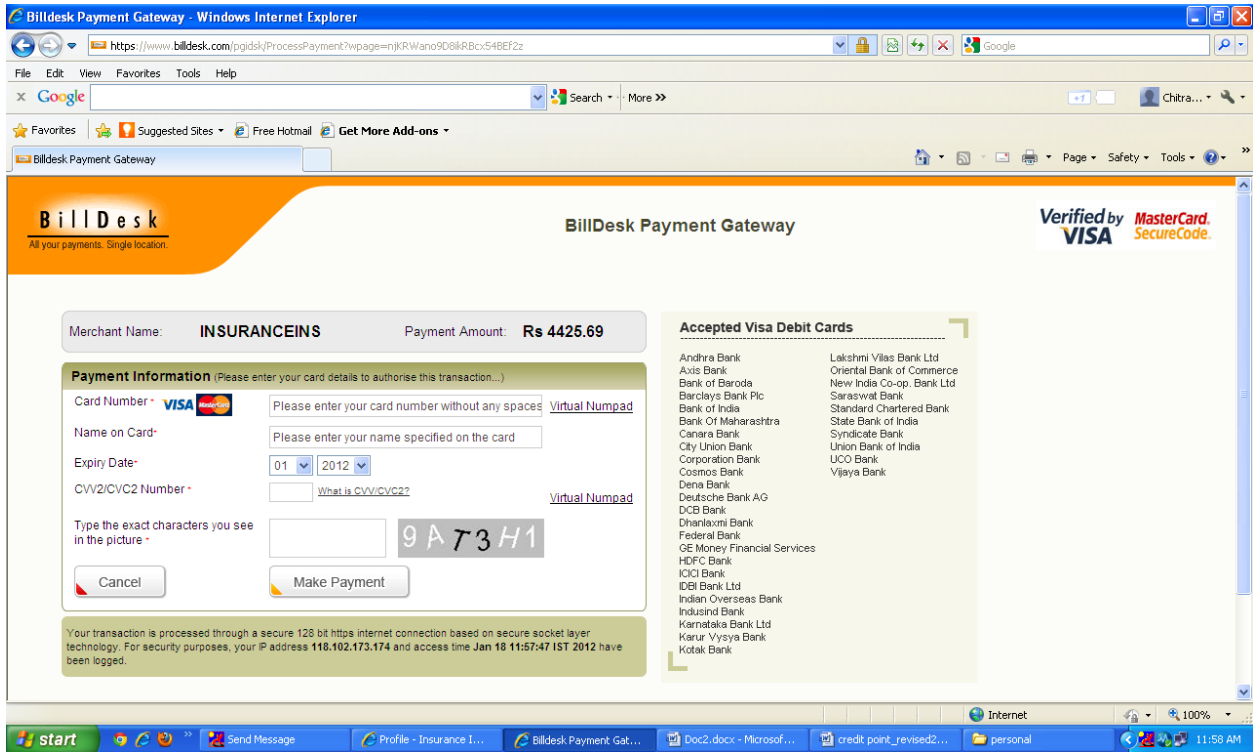 Billdesk Payment Gateway - Windows Internet Explorer
https://www.billdesk.com/pgidsk/ProcessPayment?wpage=njKRWano9D8ikRBcx54BEf2z
Google
File Edit View Favorites Tools Help
x Google Search More >> +1 Chitra...
Favorites Suggested Sites Free Hotmail Get More Add-ons
Billdesk Payment Gateway Page Safety Tools
BillDesk
All your payments. Single location.
BillDesk Payment Gateway
Verified by VISA
MasterCard. SecureCode.
Merchant Name: INSURANCEINS Payment Amount: Rs 4425.69
Payment Information (Please enter your card details to authorise this transaction...)
Card Number * VISA MasterCard Please enter your card number without any spaces Virtual Numpad
Name on Card* Please enter your name specified on the card
Expiry Date* 01 2012
CVV2/CVC2 Number * What is CVV/CVC2? Virtual Numpad
Type the exact characters you see
in the picture * 9AT3H1
Cancel Make Payment
Your transaction is processed through a secure 128 bit https internet connection based on secure socket layer
technology. For security purposes, your IP address 118.102.173.174 and access time Jan 18 11:57:47 IST 2012 have
been logged.
Accepted Visa Debit Cards
Andhra Bank
Axis Bank
Bank of Baroda
Barclays Bank Plc
Bank of India
Bank Of Maharashtra
Canara Bank
City Union Bank
Corporation Bank
Cosmos Bank
Dena Bank
Deutsche Bank AG
DCB Bank
Dhanlaxmi Bank
Federal Bank
GE Money Financial Services
HDFC Bank
ICICI Bank
IDBI Bank Ltd
Indian Overseas Bank
Indusind Bank
Karnataka Bank Ltd
Karur Vysya Bank
Kotak Bank
Lakshmi Vilas Bank Ltd
Oriental Bank of Commerce
New India Co-op. Bank Ltd
Saraswat Bank
Standard Chartered Bank
State Bank of India
Syndicate Bank
Union Bank of India
UCO Bank
Vijaya Bank
Internet 100%
start Send Message Profile - Insurance I... Billdesk Payment Gat... Doc2.docx - Microsof... credit point_revised2... personal 11:58 AM